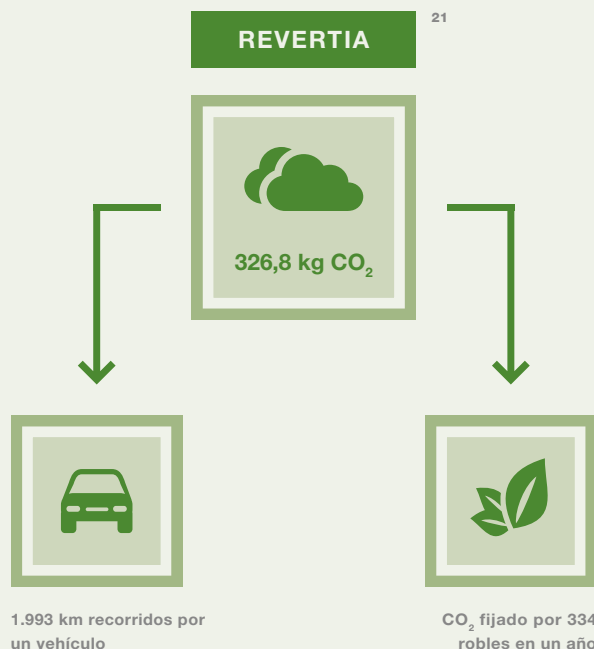 REVERTIA
21
326,8 kg CO₂
1.993 km recorridos por
un vehículo
CO₂ fijado por 334
robles en un año